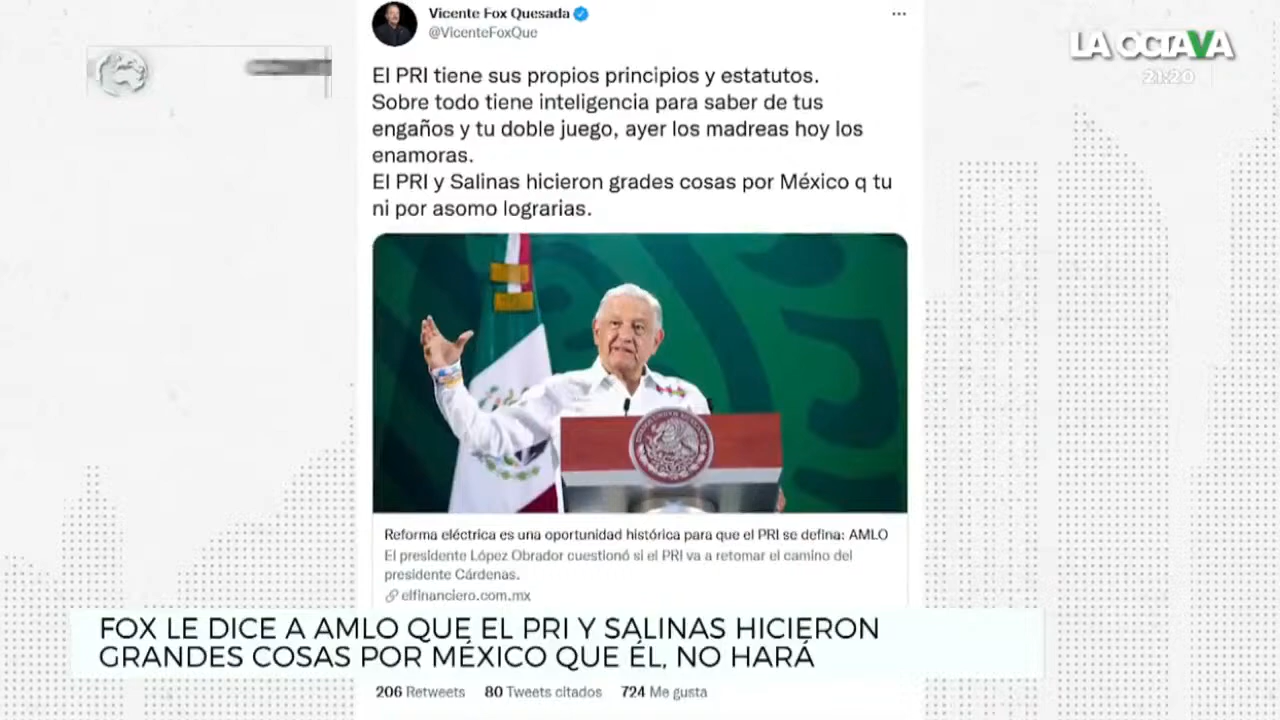 Vicente Fox Quesada
@VicenteFoxQue
LA OCTAVA
21:20
El PRI tiene sus propios principios y estatutos.
Sobre todo tiene inteligencia para saber de tus
engaños y tu doble juego, ayer los madreas hoy los
enamoras.
El PRI y Salinas hicieron grades cosas por México q tu
ni por asomo lograrias.
Reforma eléctrica es una oportunidad histórica para que el PRI se defina: AMLO
El presidente López Obrador cuestionó si el PRI va a retomar el camino del
presidente Cárdenas.
elfinanciero.com.mx
FOX LE DICE A AMLO QUE EL PRI Y SALINAS HICIERON
GRANDES COSAS POR MÉXICO QUE ÉL, NO HARÁ
206 Retweets 80 Tweets citados 724 Me gusta